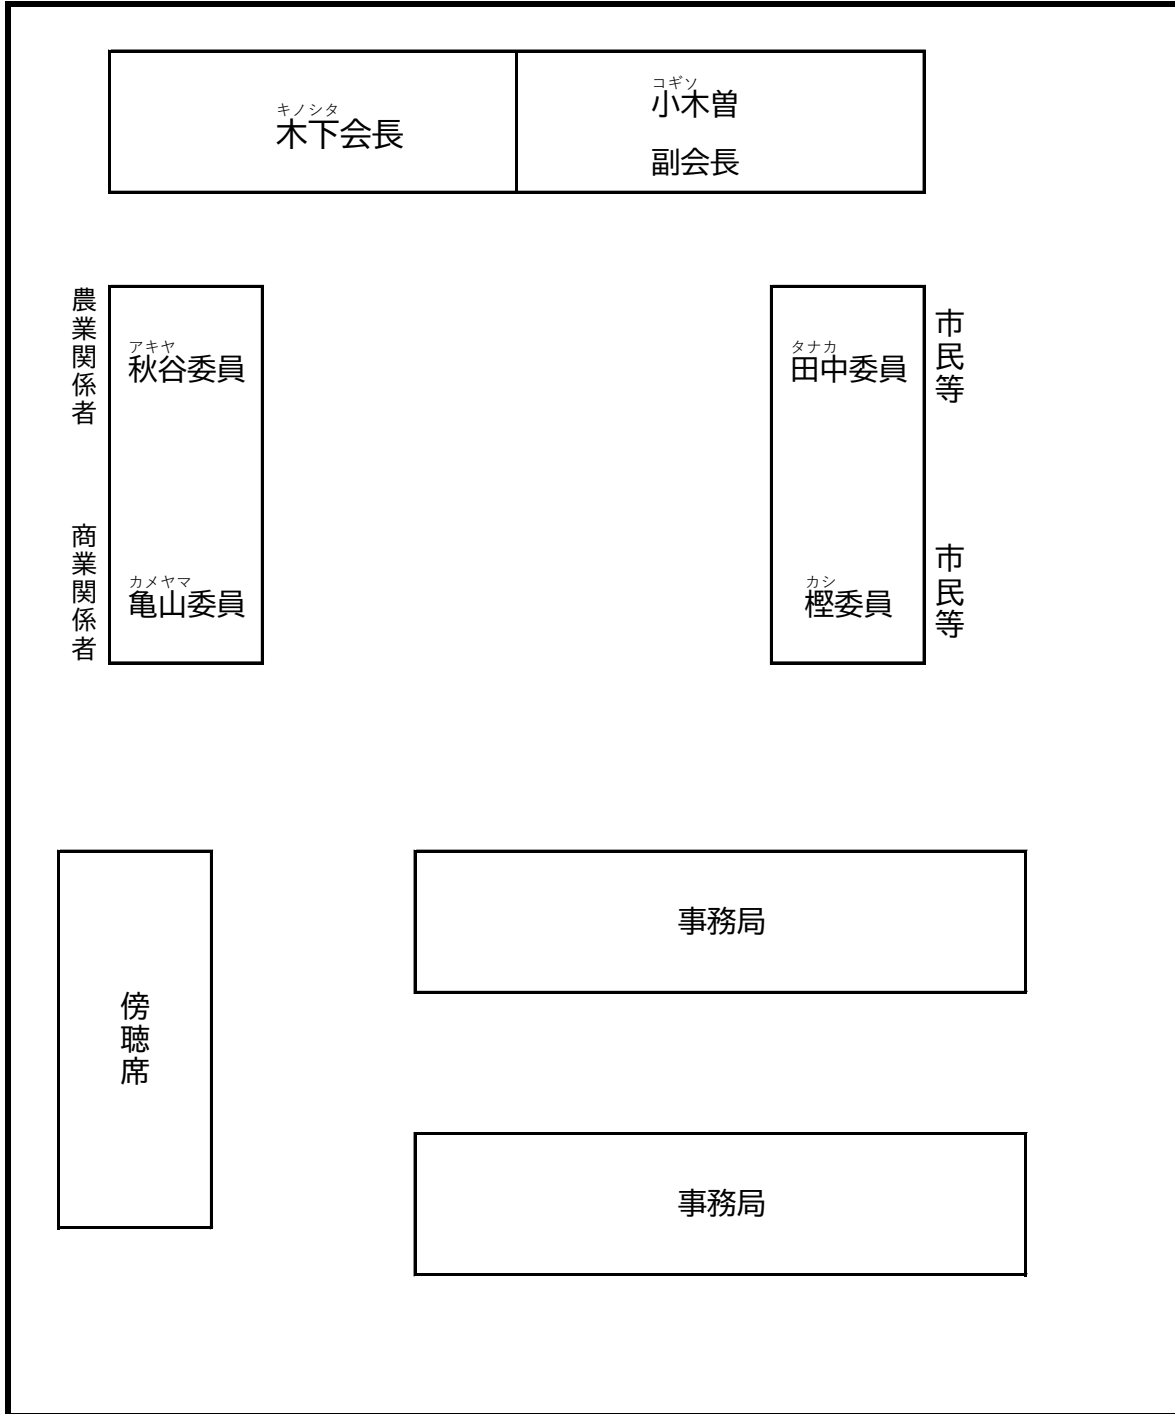 キノシタ
木下会長
コギソ
小木曽
副会長
農業関係者
アキヤ
秋谷委員
タナカ
田中委員
市民等
商業関係者
カメヤマ
亀山委員
カシ
樫委員
市民等
傍聴席
事務局
事務局